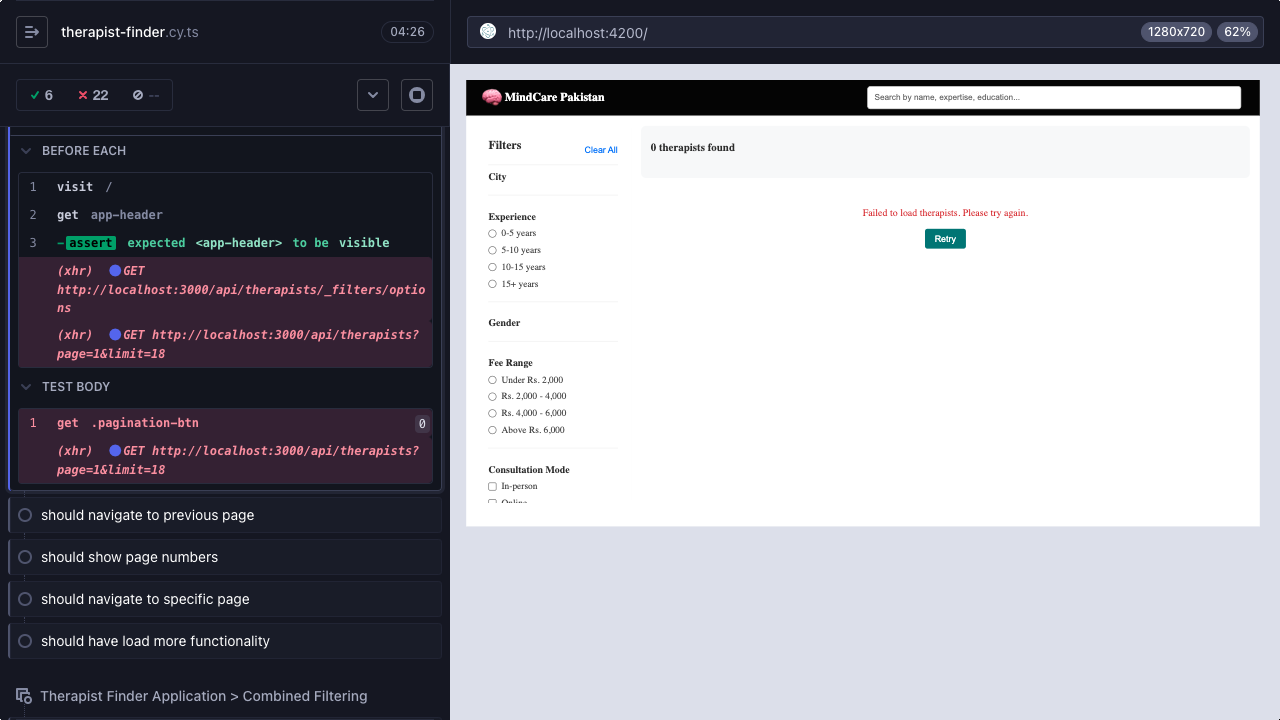 therapist-finder.cy.ts
04:26
6
22
--
BEFORE EACH
1 visit /
2 get app-header
3 -assert expected <app-header> to be visible
(xhr) GET
http://localhost:3000/api/therapists/_filters/optio
ns
(xhr) GET http://localhost:3000/api/therapists?
page=1&limit=18
TEST BODY
1 get .pagination-btn 0
(xhr) GET http://localhost:3000/api/therapists?
page=1&limit=18
should navigate to previous page
should show page numbers
should navigate to specific page
should have load more functionality
Therapist Finder Application > Combined Filtering
http://localhost:4200/
1280x720
62%
MindCare Pakistan
Search by name, expertise, education...
Filters
Clear All
City
Experience
0-5 years
5-10 years
10-15 years
15+ years
Gender
Fee Range
Under Rs. 2,000
Rs. 2,000 - 4,000
Rs. 4,000 - 6,000
Above Rs. 6,000
Consultation Mode
In-person
Online
0 therapists found
Failed to load therapists. Please try again.
Retry